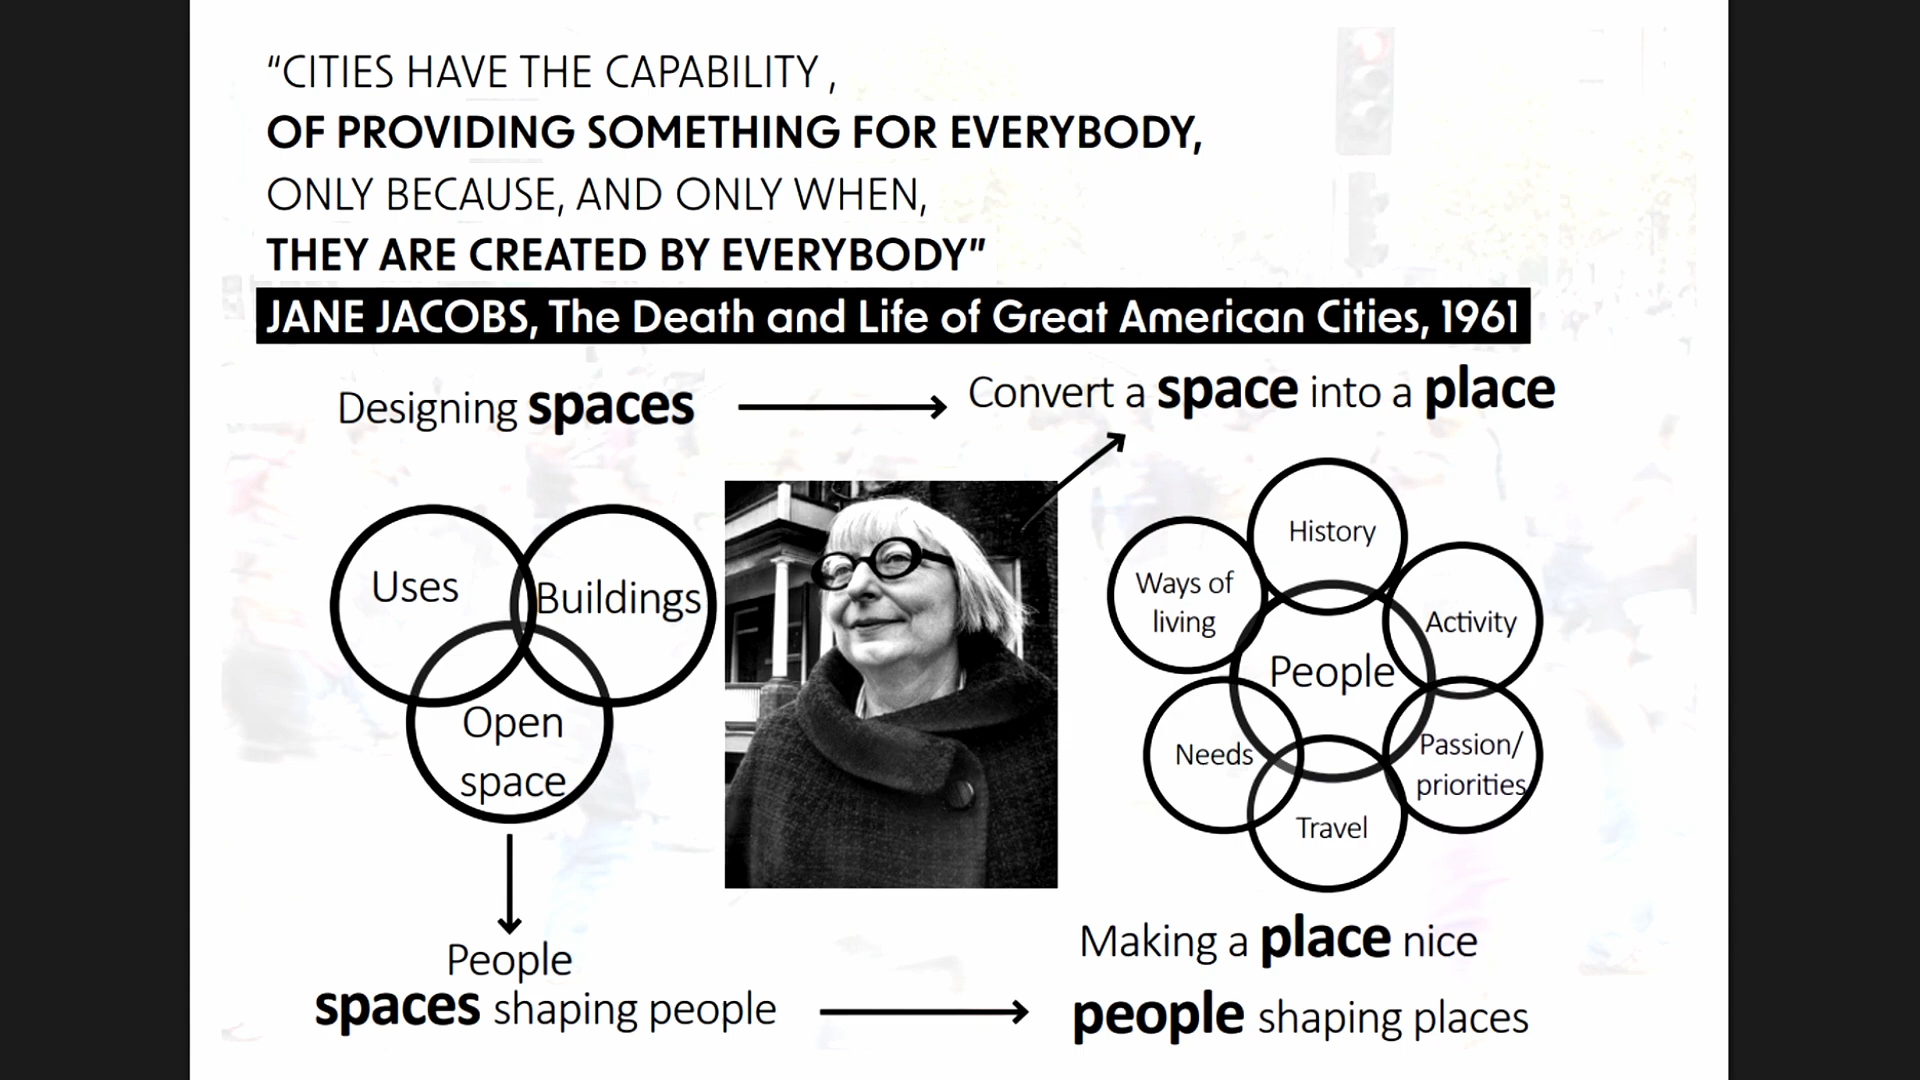 “CITIES HAVE THE CAPABILITY ,
OF PROVIDING SOMETHING FOR EVERYBODY,
ONLY BECAUSE, AND ONLY WHEN,
THEY ARE CREATED BY EVERYBODY”
JANE JACOBS, The Death and Life of Great American Cities, 1961
Designing spaces
Convert a space into a place
Uses
Buildings
Open
space
People
spaces shaping people
History
Ways of
living
Activity
People
Needs
Passion/
priorities
Travel
Making a place nice
people shaping places